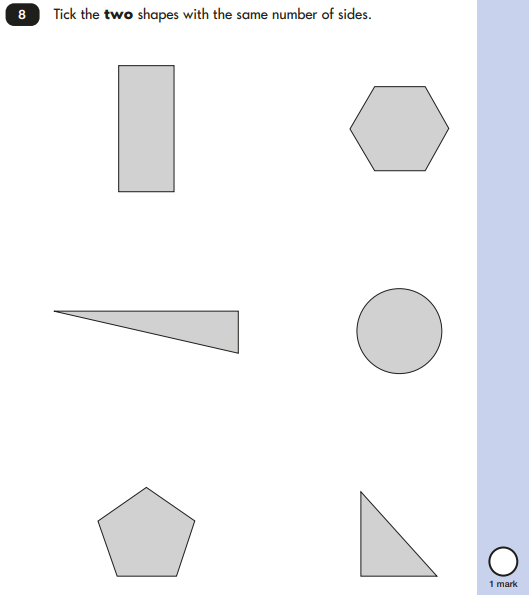 8 Tick the two shapes with the same number of sides.
1 mark